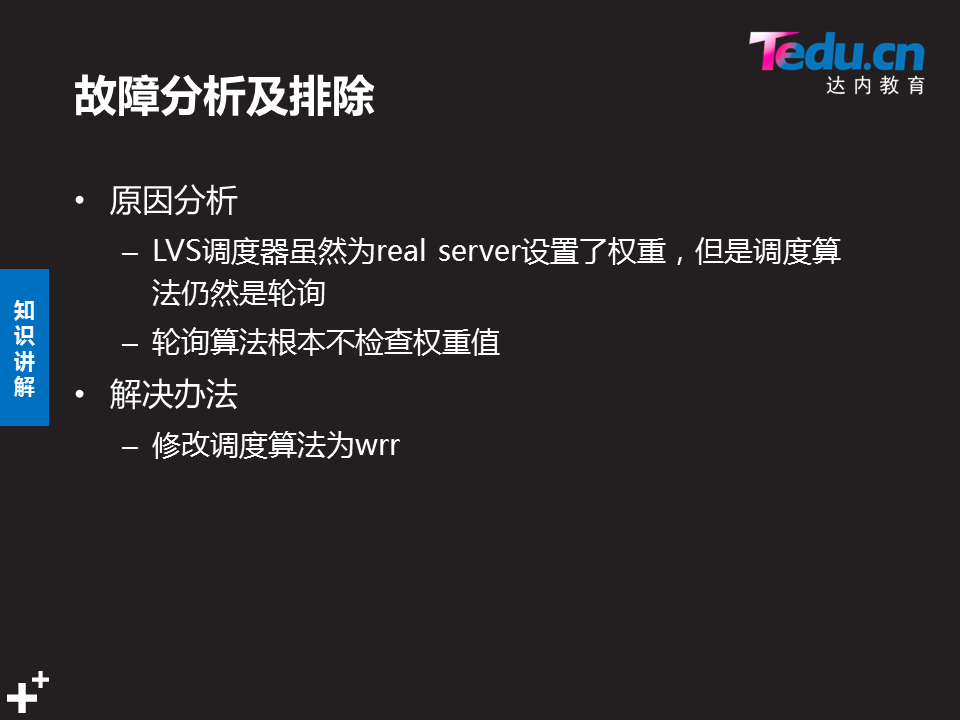 Tedu.cn
达内教育
故障分析及排除
• 原因分析
– LVS调度器虽然为real server设置了权重，但是调度算
法仍然是轮询
– 轮询算法根本不检查权重值
• 解决办法
– 修改调度算法为wrr
知
识
讲
解